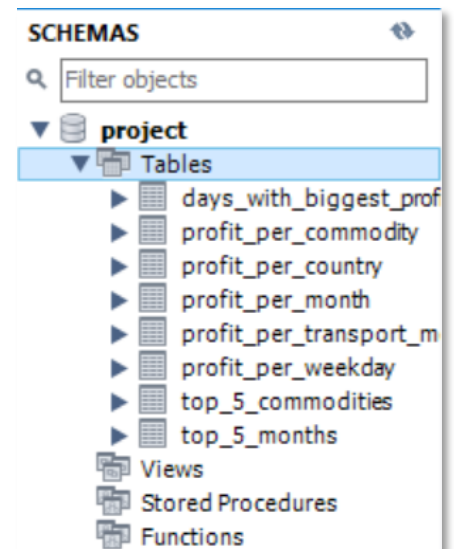 SCHEMAS
Filter objects
project
Tables
days_with_biggest_prof
profit_per_commodity
profit_per_country
profit_per_month
profit_per_transport_m
profit_per_weekday
top_5_commodities
top_5_months
Views
Stored Procedures
Functions